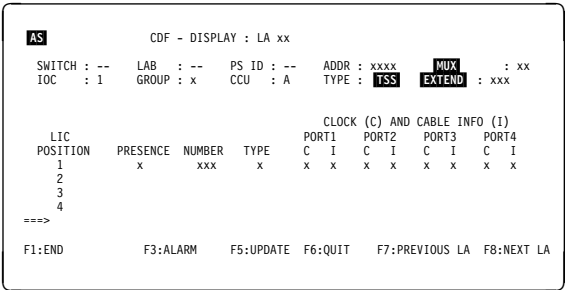 AS CDF - DISPLAY : LA xx
SWITCH : -- LAB : -- PS ID : -- ADDR : xxxx MUX : xx
IOC : 1 GROUP : x CCU : A TYPE : TSS EXTEND : xxx
CLOCK (C) AND CABLE INFO (I)
LIC PORT1 PORT2 PORT3 PORT4
POSITION PRESENCE NUMBER TYPE C I C I C I C I
1 x xxx x x x x x x x x x
2
3
4
===>
F1:END F3:ALARM F5:UPDATE F6:QUIT F7:PREVIOUS LA F8:NEXT LA